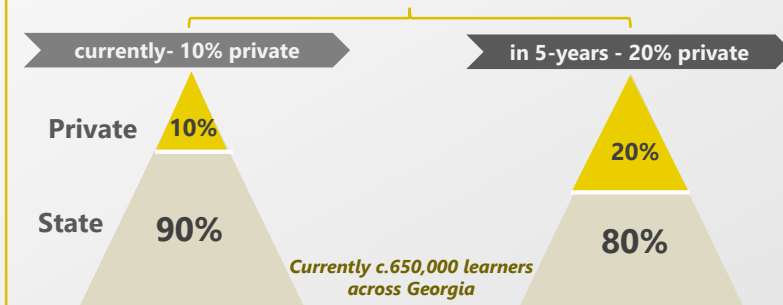 currently- 10% private
in 5-years - 20% private
Private
10%
20%
State
90%
80%
Currently c.650,000 learners
across Georgia